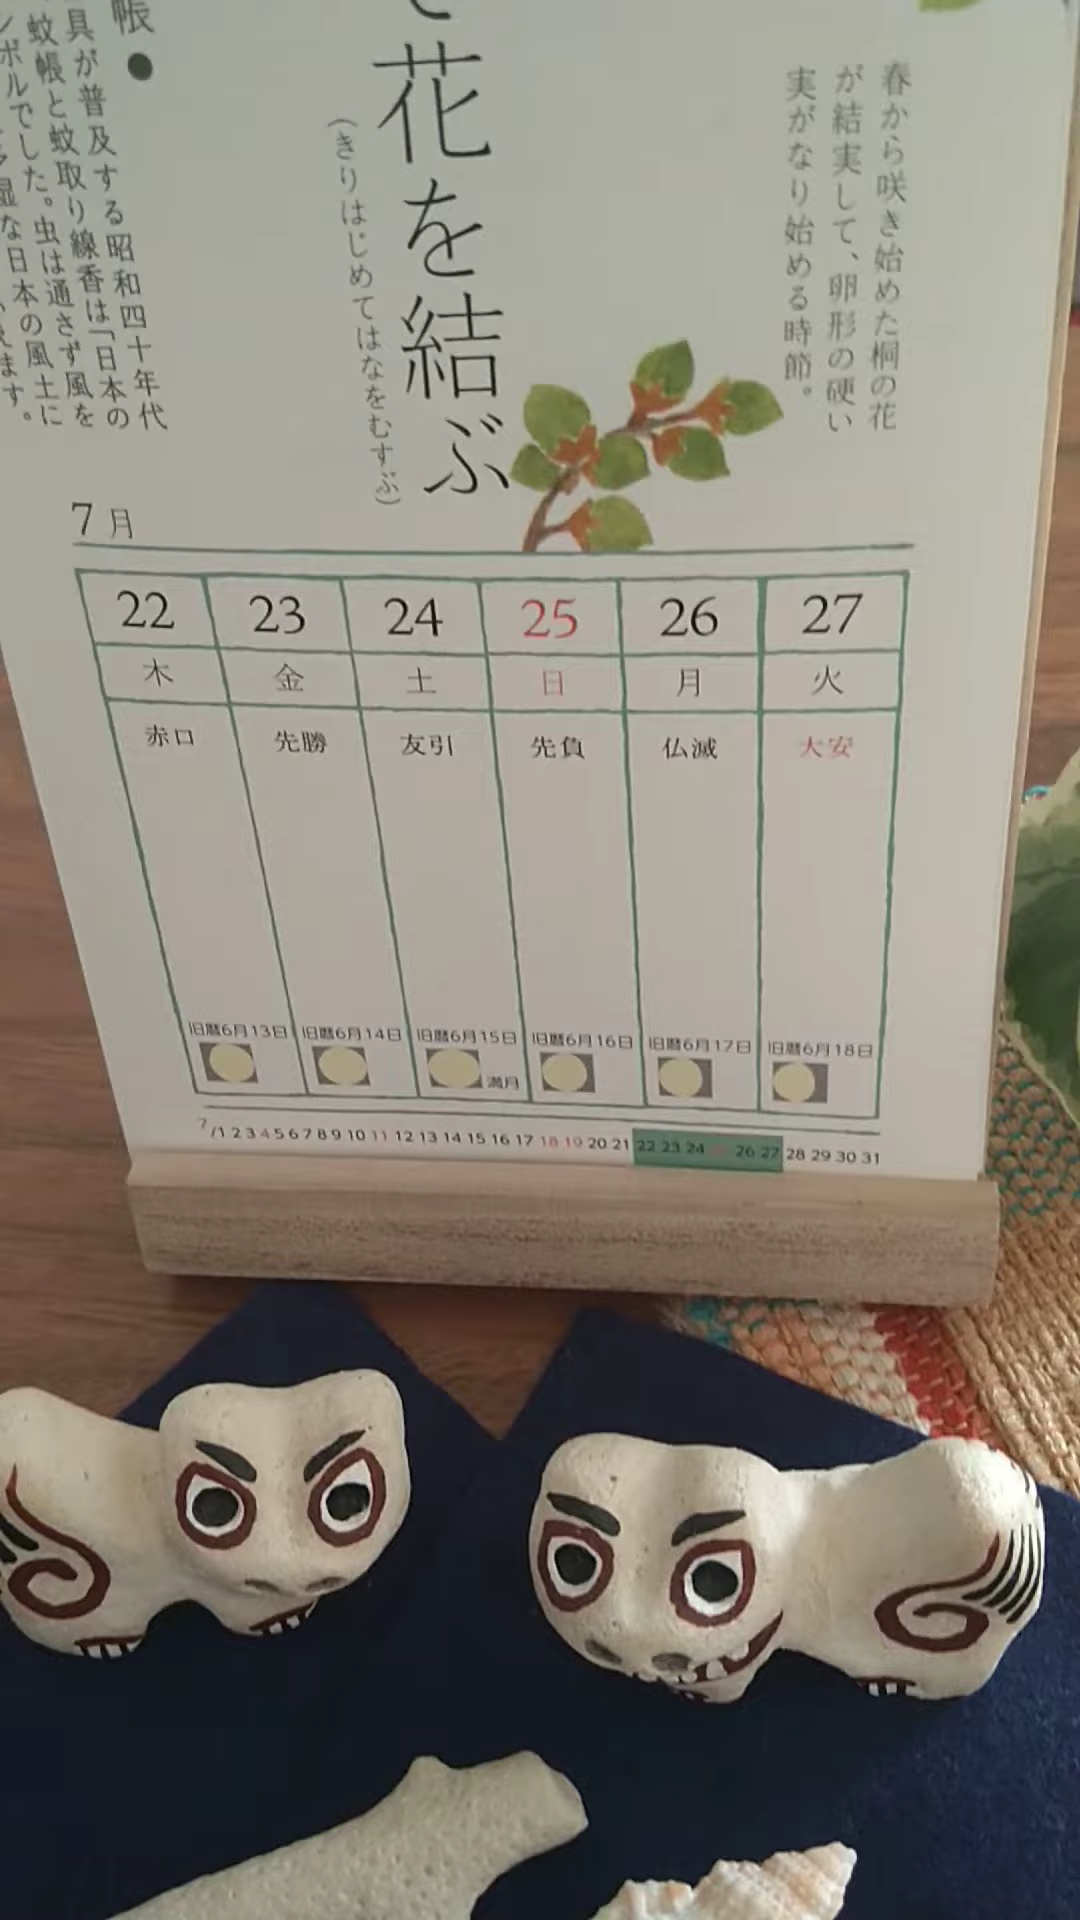 春から咲き始めた桐の花
が結実して、卵形の硬い
実がなり始める時節。
花を結ぶ
（きりはじめてはなをむすぶ）
帳●
具が普及する昭和四十年代
蚊帳と蚊取り線香は「日本の
ンボルでした。虫は通さず風を
湿な日本の風土に
ます。
7月
22 23 24 25 26 27
木 金 土 日 月 火
赤口 先勝 友引 先負 仏滅 大安
旧暦6月13日 旧暦6月14日 旧暦6月15日 旧暦6月16日 旧暦6月17日 旧暦6月18日
満月
7/1 2 3 4 5 6 7 8 9 10 11 12 13 14 15 16 17 18 19 20 21 22 23 24 25 26 27 28 29 30 31